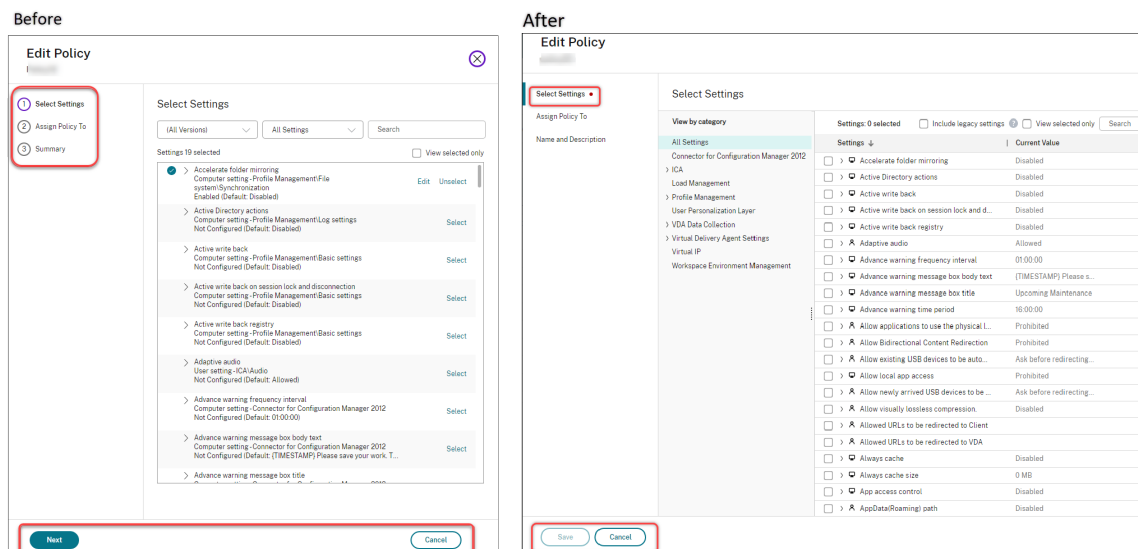 Before
Edit Policy
1 Select Settings
2 Assign Policy To
3 Summary
Select Settings
(All Versions) All Settings Search
Settings 19 selected View selected only
Accelerate folder mirroring
Computer setting - Profile Management\File
system\Synchronization
Enabled (Default: Disabled)
Edit Unselect
Active Directory actions
Computer setting - Profile Management\Log settings
Not Configured (Default: Disabled)
Select
Active write back
Computer setting - Profile Management\Basic settings
Not Configured (Default: Disabled)
Select
Active write back on session lock and disconnection
Computer setting - Profile Management\Basic settings
Not Configured (Default: Disabled)
Select
Active write back registry
Computer setting - Profile Management\Basic settings
Not Configured (Default: Disabled)
Select
Adaptive audio
User setting - ICA\Audio
Not Configured (Default: Allowed)
Select
Advance warning frequency interval
Computer setting - Connector for Configuration Manager 2012
Not Configured (Default: 01:00:00)
Select
Advance warning message box body text
Computer setting - Connector for Configuration Manager 2012
Not Configured (Default: {TIMESTAMP} Please save your work. T...
Select
Advance warning message box title
Next Cancel
After
Edit Policy
Select Settings
Assign Policy To
Name and Description
Select Settings
View by category
All Settings
Connector for Configuration Manager 2012
ICA
Load Management
Profile Management
User Personalization Layer
VDA Data Collection
Virtual Delivery Agent Settings
Virtual IP
Workspace Environment Management
Settings: 0 selected Include legacy settings ? View selected only Search
Settings ↓ Current Value
Accelerate folder mirroring Disabled
Active Directory actions Disabled
Active write back Disabled
Active write back on session lock and d... Disabled
Active write back registry Disabled
Adaptive audio Allowed
Advance warning frequency interval 01:00:00
Advance warning message box body text {TIMESTAMP} Please s...
Advance warning message box title Upcoming Maintenance
Advance warning time period 16:00:00
Allow applications to use the physical l... Prohibited
Allow Bidirectional Content Redirection Prohibited
Allow existing USB devices to be auto... Ask before redirecting...
Allow local app access Prohibited
Allow newly arrived USB devices to be ... Ask before redirecting...
Allow visually lossless compression. Disabled
Allowed URLs to be redirected to Client
Allowed URLs to be redirected to VDA
Always cache Disabled
Always cache size 0 MB
App access control Disabled
AppData(Roaming) path Disabled
Save Cancel